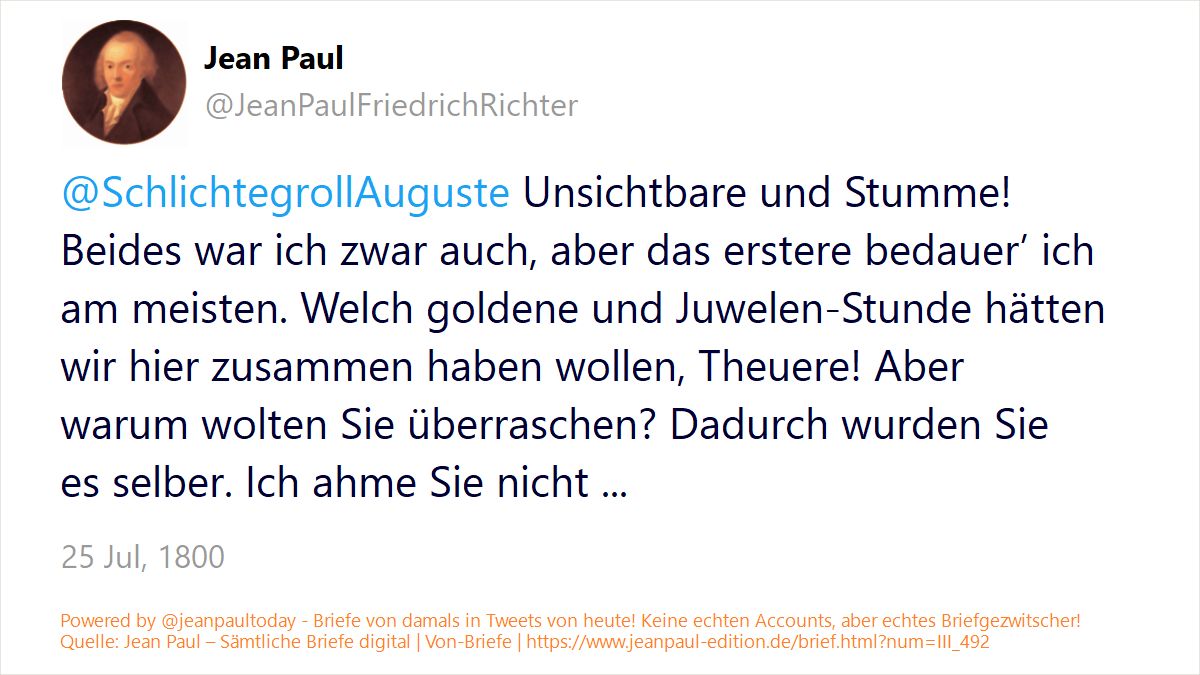 Jean Paul
@JeanPaulFriedrichRichter
@SchlichtegrollAuguste Unsichtbare und Stumme!
Beides war ich zwar auch, aber das erstere bedauer’ ich
am meisten. Welch goldene und Juwelen-Stunde hätten
wir hier zusammen haben wollen, Theuere! Aber
warum wolten Sie überraschen? Dadurch wurden Sie
es selber. Ich ahme Sie nicht ...
25 Jul, 1800
Powered by @jeanpaultoday - Briefe von damals in Tweets von heute! Keine echten Accounts, aber echtes Briefgezwitscher!
Quelle: Jean Paul – Sämtliche Briefe digital | Von-Briefe | https://www.jeanpaul-edition.de/brief.html?num=III_492